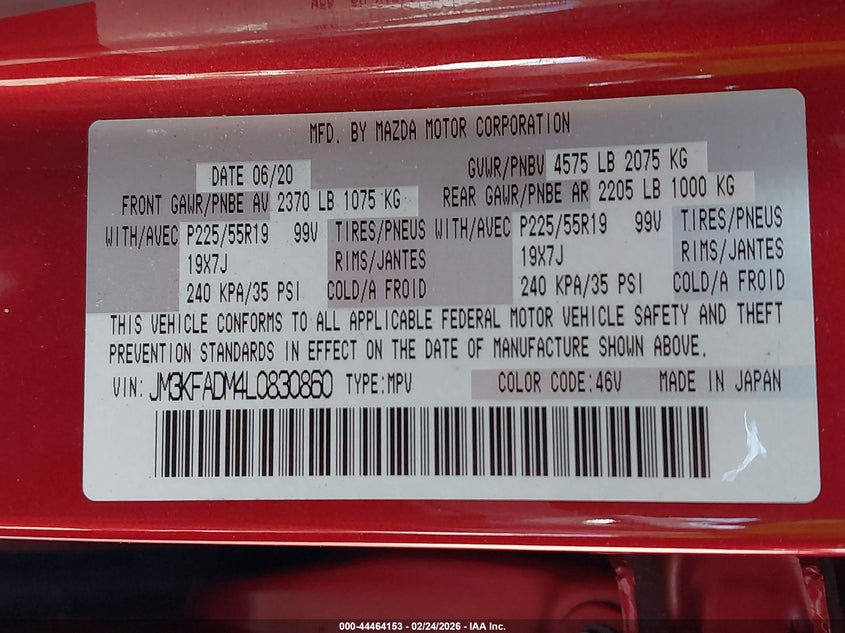 MFD. BY MAZDA MOTOR CORPORATION
DATE 06/20 GVWR/PNBV 4575 LB 2075 KG
FRONT GAWR/PNBE AV 2370 LB 1075 KG REAR GAWR/PNBE AR 2205 LB 1000 KG
WITH/AVEC P225/55R19 99V TIRES/PNEUS WITH/AVEC P225/55R19 99V TIRES/PNEUS
19X7J RIMS/JANTES 19X7J RIMS/JANTES
240 KPA/35 PSI COLD/A FROID 240 KPA/35 PSI COLD/A FROID
THIS VEHICLE CONFORMS TO ALL APPLICABLE FEDERAL MOTOR VEHICLE SAFETY AND THEFT
PREVENTION STANDARDS IN EFFECT ON THE DATE OF MANUFACTURE SHOWN ABOVE.
VIN: JM3KFADM4L0830860 TYPE:MPV COLOR CODE:46V MADE IN JAPAN
000-44464153 - 02/24/2026 - IAA Inc.